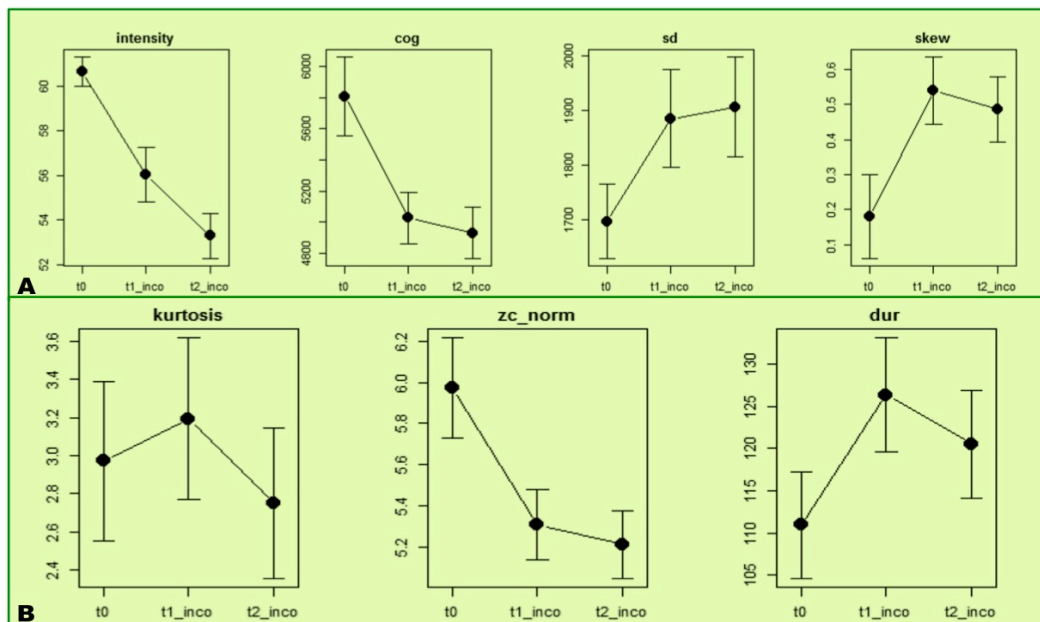 intensity
60
58
56
54
52
t0 t1_inco t2_inco
cog
6000
5600
5200
4800
t0 t1_inco t2_inco
sd
2000
1900
1800
1700
t0 t1_inco t2_inco
skew
0.6
0.5
0.4
0.3
0.2
0.1
t0 t1_inco t2_inco
A
kurtosis
3.6
3.4
3.2
3.0
2.8
2.6
2.4
t0 t1_inco t2_inco
zc_norm
6.2
6.0
5.8
5.6
5.4
5.2
t0 t1_inco t2_inco
dur
130
125
120
115
110
105
t0 t1_inco t2_inco
B